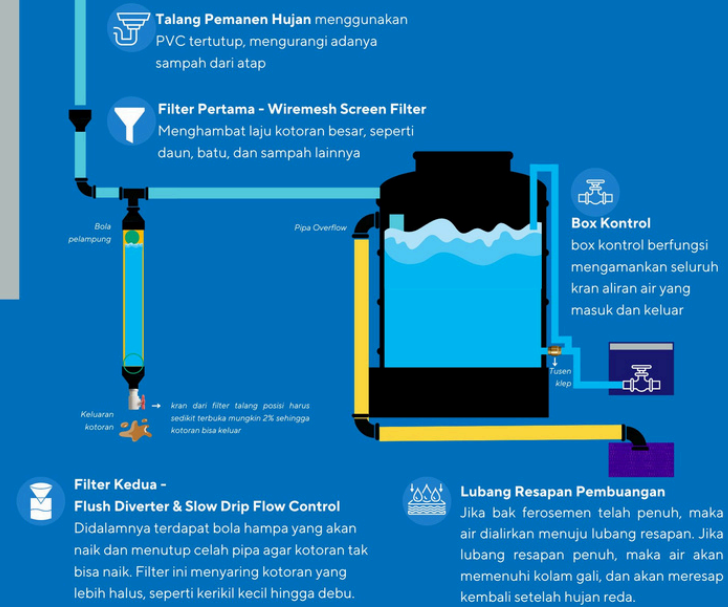 Talang Pemanen Hujan menggunakan
PVC tertutup, mengurangi adanya
sampah dari atap
Filter Pertama - Wiremesh Screen Filter
Menghambat laju kotoran besar, seperti
daun, batu, dan sampah lainnya
Bola
pelampung
Pipa Overflow
Box Kontrol
box kontrol berfungsi
mengamankan seluruh
kran aliran air yang
masuk dan keluar
Tusen
klep
Keluaran
kotoran
kran dari filter talang posisi harus
sedikit terbuka mungkin 2% sehingga
kotoran bisa keluar
Filter Kedua -
Flush Diverter & Slow Drip Flow Control
Didalamnya terdapat bola hampa yang akan
naik dan menutup celah pipa agar kotoran tak
bisa naik. Filter ini menyaring kotoran yang
lebih halus, seperti kerikil kecil hingga debu.
Lubang Resapan Pembuangan
Jika bak ferosemen telah penuh, maka
air dialirkan menuju lubang resapan. Jika
lubang resapan penuh, maka air akan
memenuhi kolam gali, dan akan meresap
kembali setelah hujan reda.